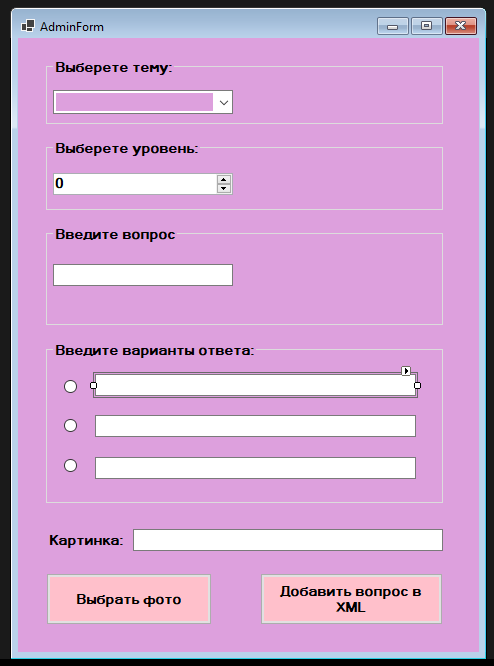 AdminForm
Выберете тему:
Выберете уровень:
0
Введите вопрос
Введите варианты ответа:
Картинка:
Выбрать фото
Добавить вопрос в
XML